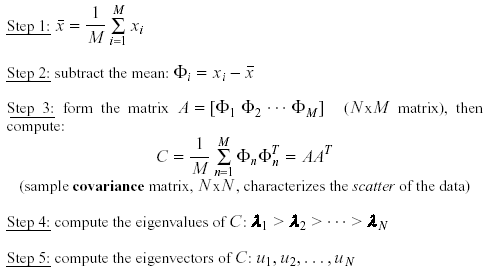 Step 1: x̄ = 1/M Σ_{i=1}^{M} x_i
Step 2: subtract the mean: Φ_i = x_i − x̄
Step 3: form the matrix A = [Φ_1 Φ_2 ⋯ Φ_M] (NxM matrix), then
compute:
C = 1/M Σ_{n=1}^{M} Φ_n Φ_n^T = AA^T
(sample covariance matrix, NxN, characterizes the scatter of the data)
Step 4: compute the eigenvalues of C: λ_1 > λ_2 > ⋯ > λ_N
Step 5: compute the eigenvectors of C: u_1, u_2, . . . , u_N